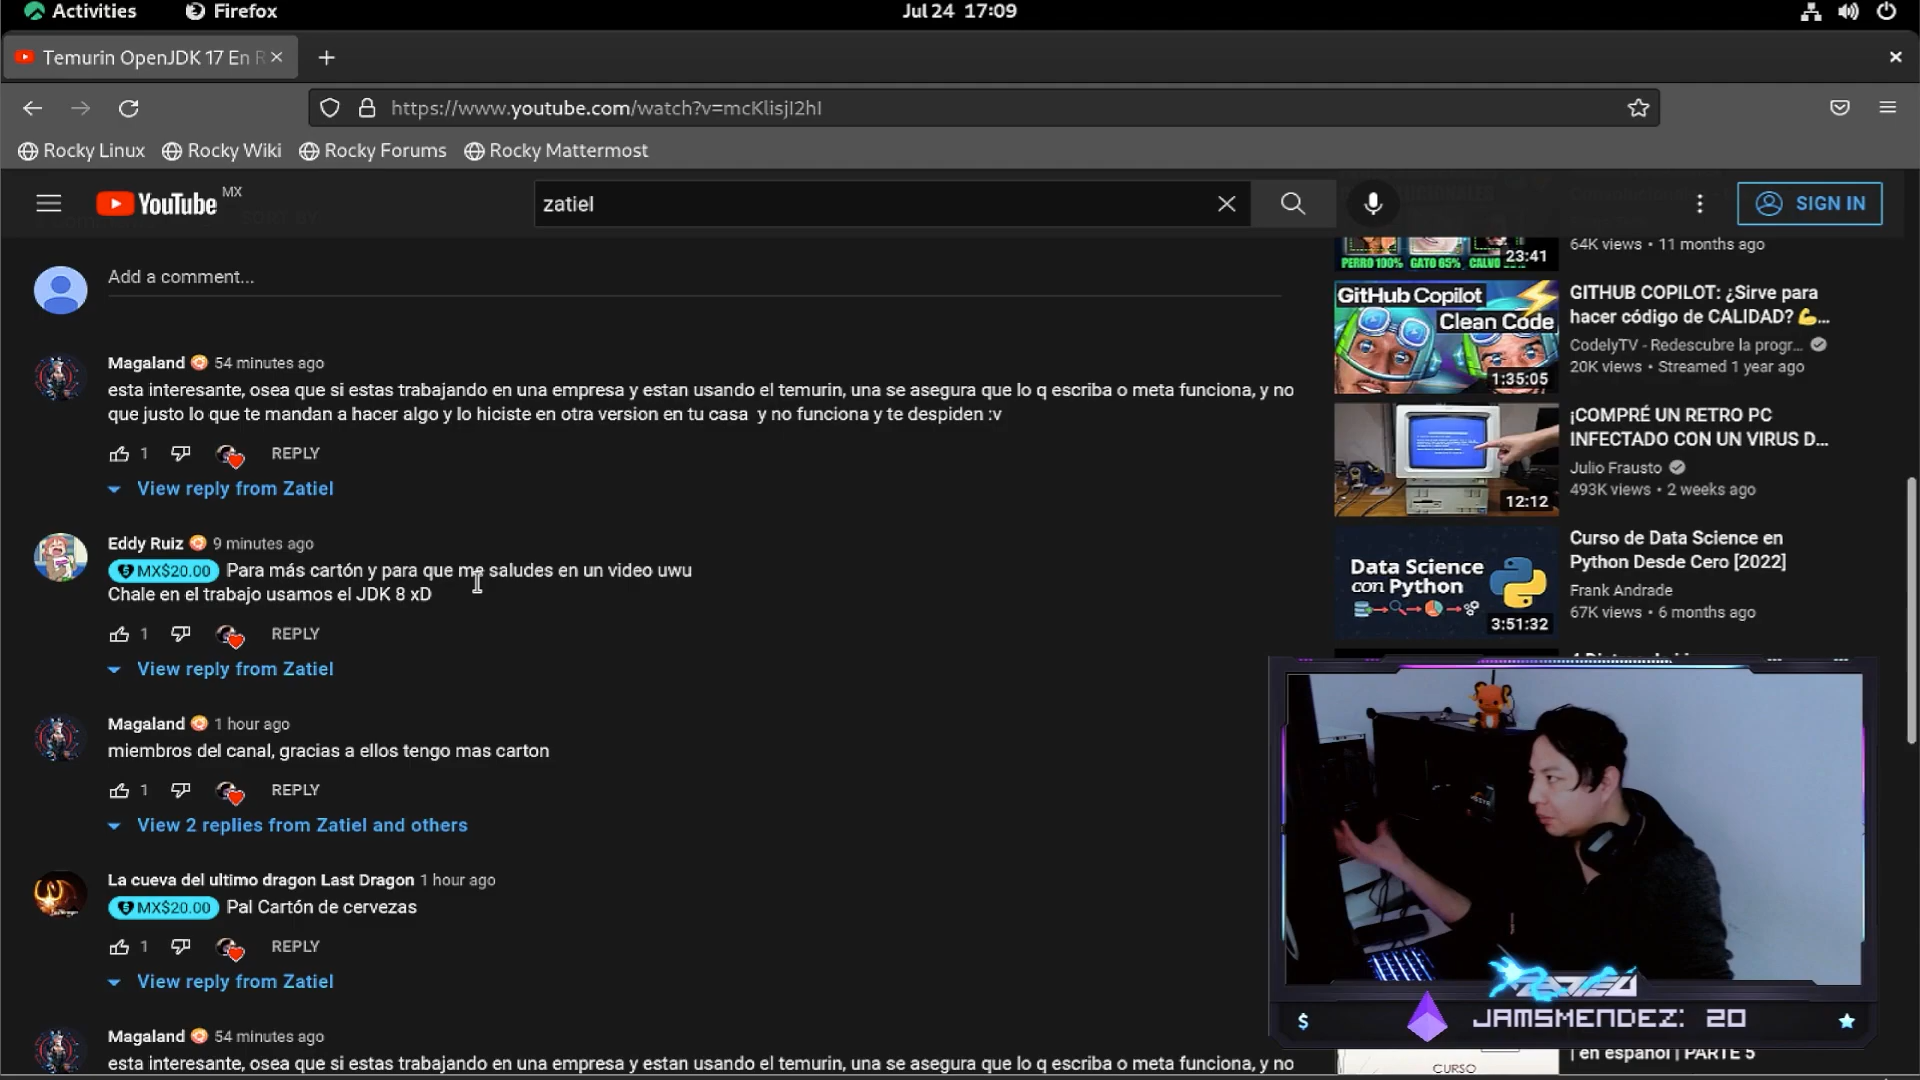 Activities
Firefox
Jul 24 17:09
Temurin OpenJDK 17 En R
https://www.youtube.com/watch?v=mcKlisjI2hI
Rocky Linux
Rocky Wiki
Rocky Forums
Rocky Mattermost
YouTube MX
zatiel
SIGN IN
Add a comment...
Magaland 54 minutes ago
esta interesante, osea que si estas trabajando en una empresa y estan usando el temurin, una se asegura que lo q escriba o meta funciona, y no
que justo lo que te mandan a hacer algo y lo hiciste en otra version en tu casa y no funciona y te despiden :v
1 REPLY
View reply from Zatiel
Eddy Ruiz 9 minutes ago
MX$20.00 Para más cartón y para que me saludes en un video uwu
Chale en el trabajo usamos el JDK 8 xD
1 REPLY
View reply from Zatiel
Magaland 1 hour ago
miembros del canal, gracias a ellos tengo mas carton
1 REPLY
View 2 replies from Zatiel and others
La cueva del ultimo dragon Last Dragon 1 hour ago
MX$20.00 Pal Cartón de cervezas
1 REPLY
View reply from Zatiel
Magaland 54 minutes ago
esta interesante, osea que si estas trabajando en una empresa y estan usando el temurin, una se asegura que lo q escriba o meta funciona, y no
PERRO 100% GATO 65% CALVO
23:41
64K views • 11 months ago
GitHub Copilot
Clean Code
1:35:05
GITHUB COPILOT: ¿Sirve para
hacer código de CALIDAD? 💪...
CodelyTV - Redescubre la progr...
20K views • Streamed 1 year ago
12:12
¡COMPRÉ UN RETRO PC
INFECTADO CON UN VIRUS D...
Julio Frausto
493K views • 2 weeks ago
Data Science
con Python
3:51:32
Curso de Data Science en
Python Desde Cero [2022]
Frank Andrade
67K views • 6 months ago
$ JAMSMENDEZ: 20
CURSO
| en español | PARTE 5